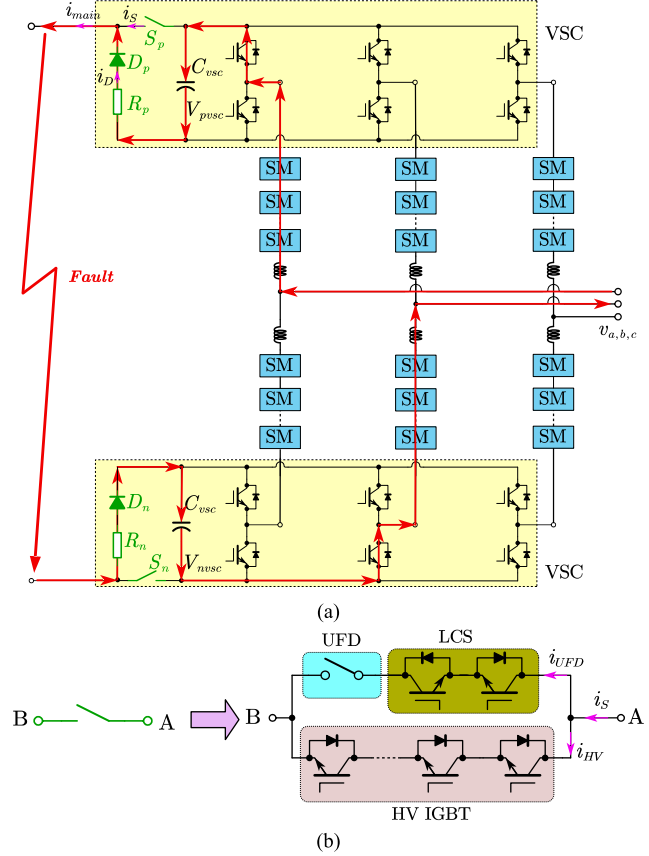 i_main
i_S
S_p
VSC
D_p
C_vsc
i_D
R_p
V_pvsc
SM SM SM
SM SM SM
SM SM SM
Fault
v_a,b,c
SM SM SM
SM SM SM
SM SM SM
D_n
C_vsc
R_n
S_n
V_nvsc
VSC
(a)
UFD
LCS
i_UFD
B
A
B
i_S
A
i_HV
HV IGBT
(b)